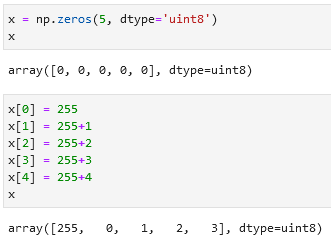 x = np.zeros(5, dtype='uint8')
x
array([0, 0, 0, 0, 0], dtype=uint8)
x[0] = 255
x[1] = 255+1
x[2] = 255+2
x[3] = 255+3
x[4] = 255+4
x
array([255,   0,   1,   2,   3], dtype=uint8)